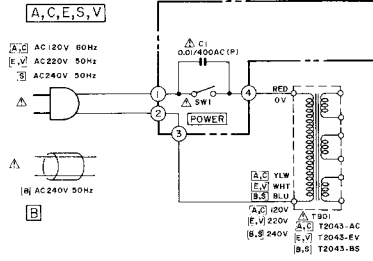 A, C, E, S, V
A,C AC120V 60Hz
E,V AC220V 50Hz
S AC240V 50Hz
C1
0.01/400AC(P)
1
2
3
4
SW1
POWER
RED
0V
B AC240V 50Hz
B
A,C YLW
E,V WHT
B,S BLU
A,C 120V
E,V 220V
B,S 240V
T901
A,C T2043-AC
E,V T2043-EV
B,S T2043-BS